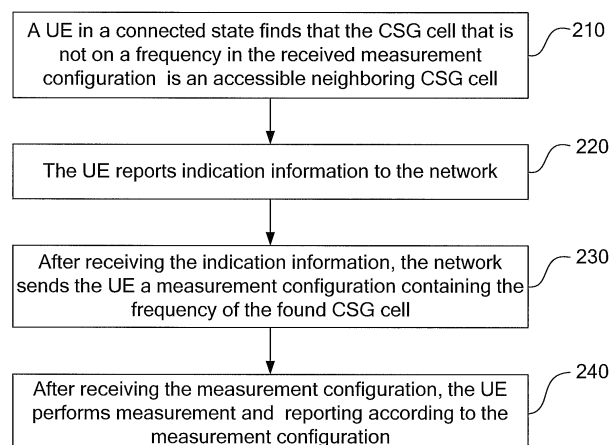 A UE in a connected state finds that the CSG cell that is
not on a frequency in the received measurement
configuration is an accessible neighboring CSG cell
210
The UE reports indication information to the network
220
After receiving the indication information, the network
sends the UE a measurement configuration containing the
frequency of the found CSG cell
230
After receiving the measurement configuration, the UE
performs measurement and reporting according to the
measurement configuration
240